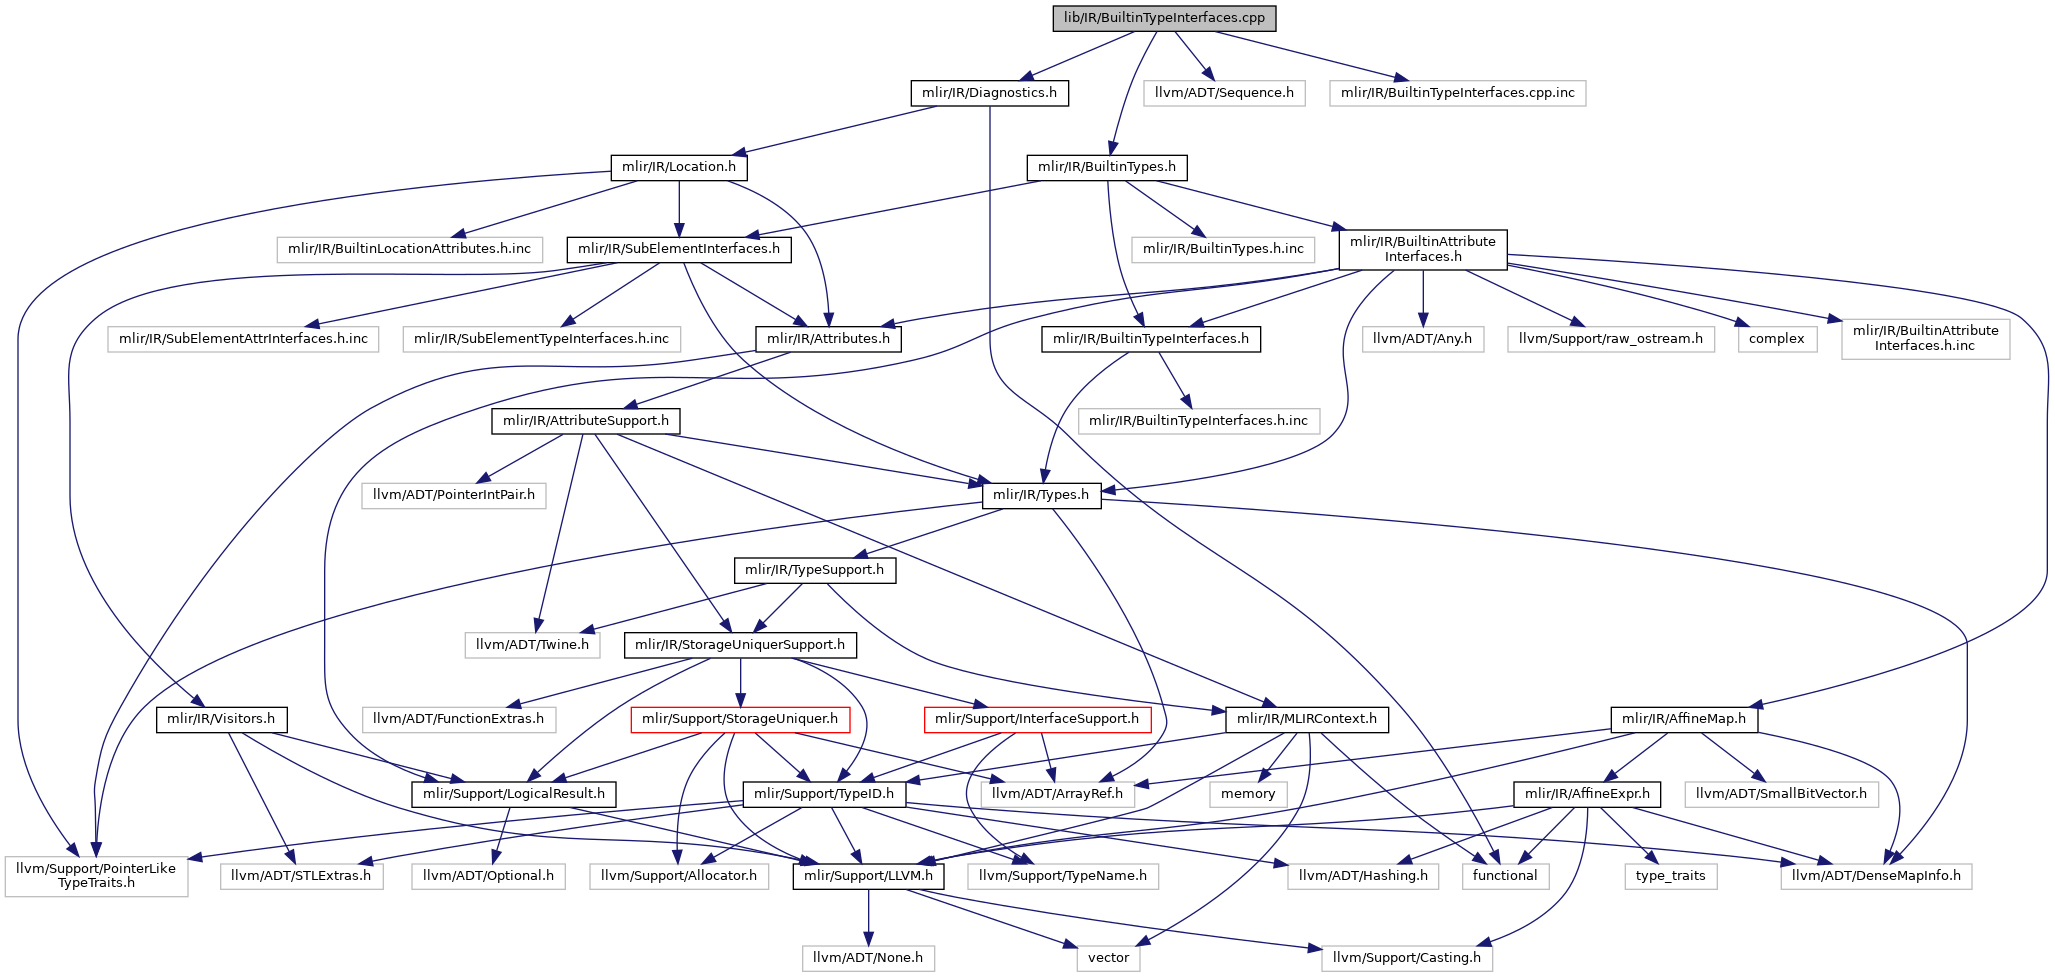 lib/IR/BuiltinTypeInterfaces.cpp
mlir/IR/Diagnostics.h
llvm/ADT/Sequence.h
mlir/IR/BuiltinTypeInterfaces.cpp.inc
mlir/IR/Location.h
mlir/IR/BuiltinTypes.h
mlir/IR/BuiltinLocationAttributes.h.inc
mlir/IR/SubElementInterfaces.h
mlir/IR/BuiltinTypes.h.inc
mlir/IR/BuiltinAttribute
Interfaces.h
mlir/IR/SubElementAttrInterfaces.h.inc
mlir/IR/SubElementTypeInterfaces.h.inc
mlir/IR/Attributes.h
mlir/IR/BuiltinTypeInterfaces.h
llvm/ADT/Any.h
llvm/Support/raw_ostream.h
complex
mlir/IR/BuiltinAttribute
Interfaces.h.inc
mlir/IR/AttributeSupport.h
mlir/IR/BuiltinTypeInterfaces.h.inc
llvm/ADT/PointerIntPair.h
mlir/IR/Types.h
mlir/IR/TypeSupport.h
llvm/ADT/Twine.h
mlir/IR/StorageUniquerSupport.h
mlir/IR/Visitors.h
llvm/ADT/FunctionExtras.h
mlir/Support/StorageUniquer.h
mlir/Support/InterfaceSupport.h
mlir/IR/MLIRContext.h
mlir/IR/AffineMap.h
mlir/Support/LogicalResult.h
mlir/Support/TypeID.h
llvm/ADT/ArrayRef.h
memory
mlir/IR/AffineExpr.h
llvm/ADT/SmallBitVector.h
llvm/Support/PointerLike
TypeTraits.h
llvm/ADT/STLExtras.h
llvm/ADT/Optional.h
llvm/Support/Allocator.h
mlir/Support/LLVM.h
llvm/Support/TypeName.h
llvm/ADT/Hashing.h
functional
type_traits
llvm/ADT/DenseMapInfo.h
llvm/ADT/None.h
vector
llvm/Support/Casting.h